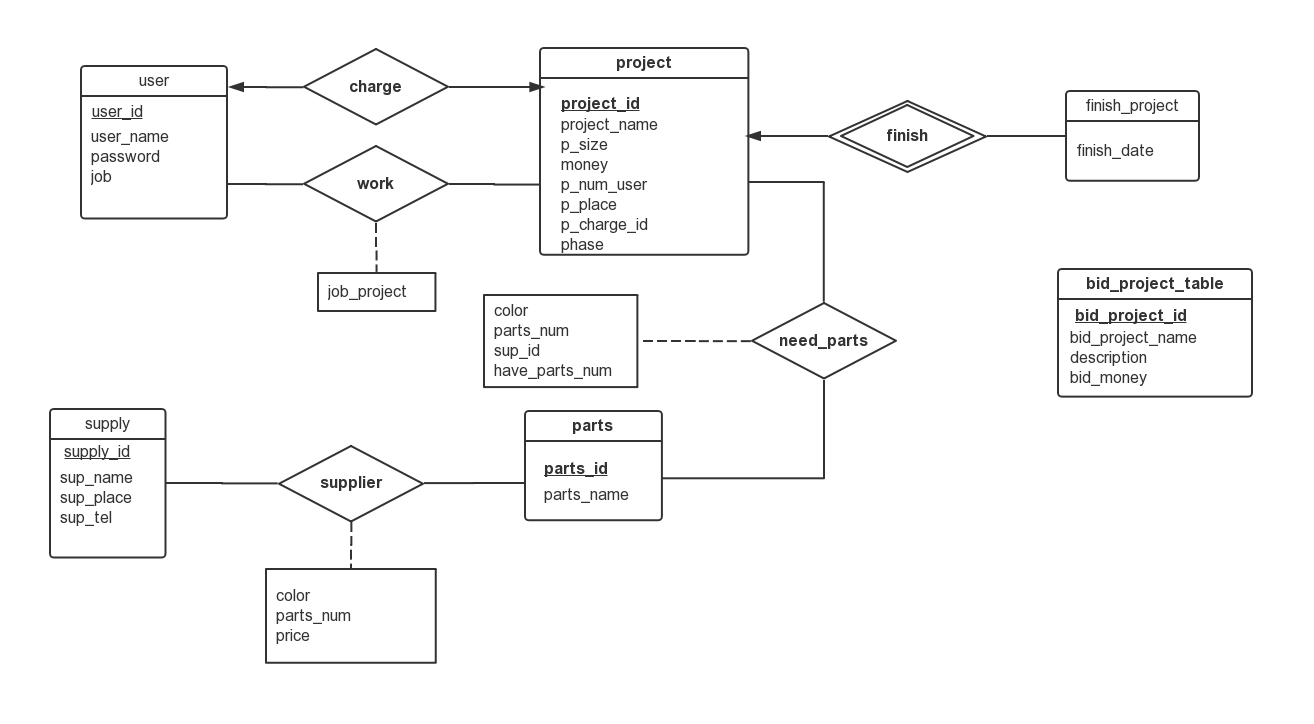 user
user_id
user_name
password
job
charge
work
job_project
project
project_id
project_name
p_size
money
p_num_user
p_place
p_charge_id
phase
finish
finish_project
finish_date
bid_project_table
bid_project_id
bid_project_name
description
bid_money
color
parts_num
sup_id
have_parts_num
need_parts
supply
supply_id
sup_name
sup_place
sup_tel
supplier
parts
parts_id
parts_name
color
parts_num
price